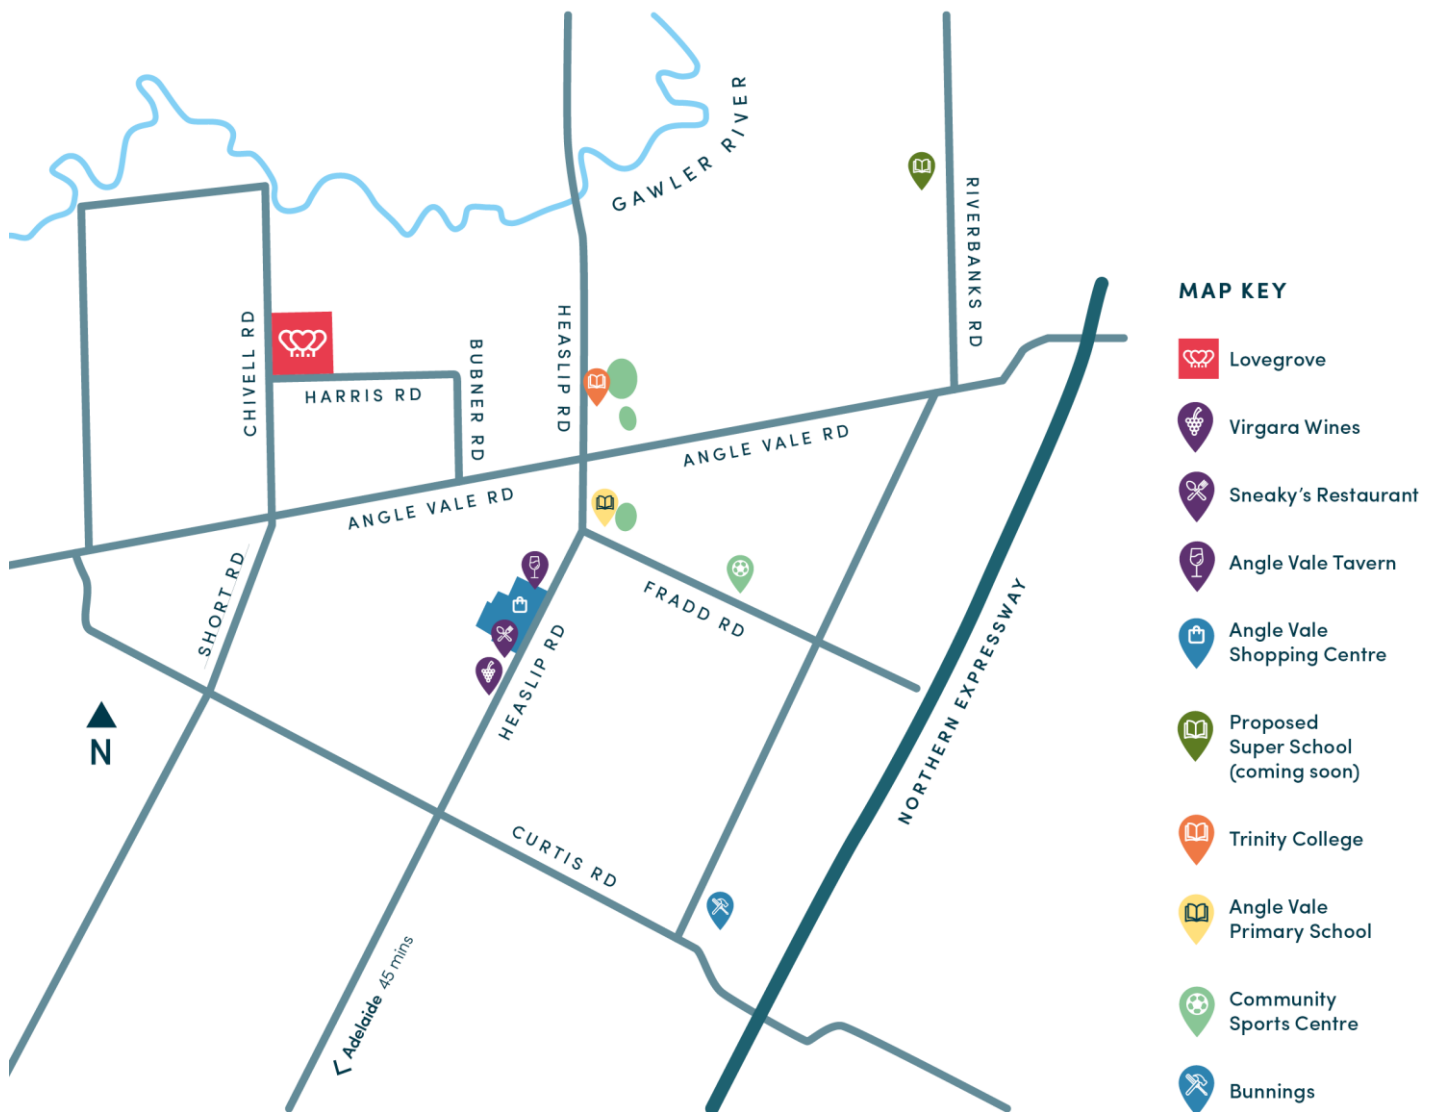 GAWLER RIVER
RIVERBANKS RD
HEASLIP RD
CHIVELL RD
BUBNER RD
HARRIS RD
ANGLE VALE RD
ANGLE VALE RD
SHORT RD
FRADD RD
HEASLIP RD
NORTHERN EXPRESSWAY
N
CURTIS RD
Adelaide 45 mins
MAP KEY
Lovegrove
Virgara Wines
Sneaky's Restaurant
Angle Vale Tavern
Angle Vale
Shopping Centre
Proposed
Super School
(coming soon)
Trinity College
Angle Vale
Primary School
Community
Sports Centre
Bunnings